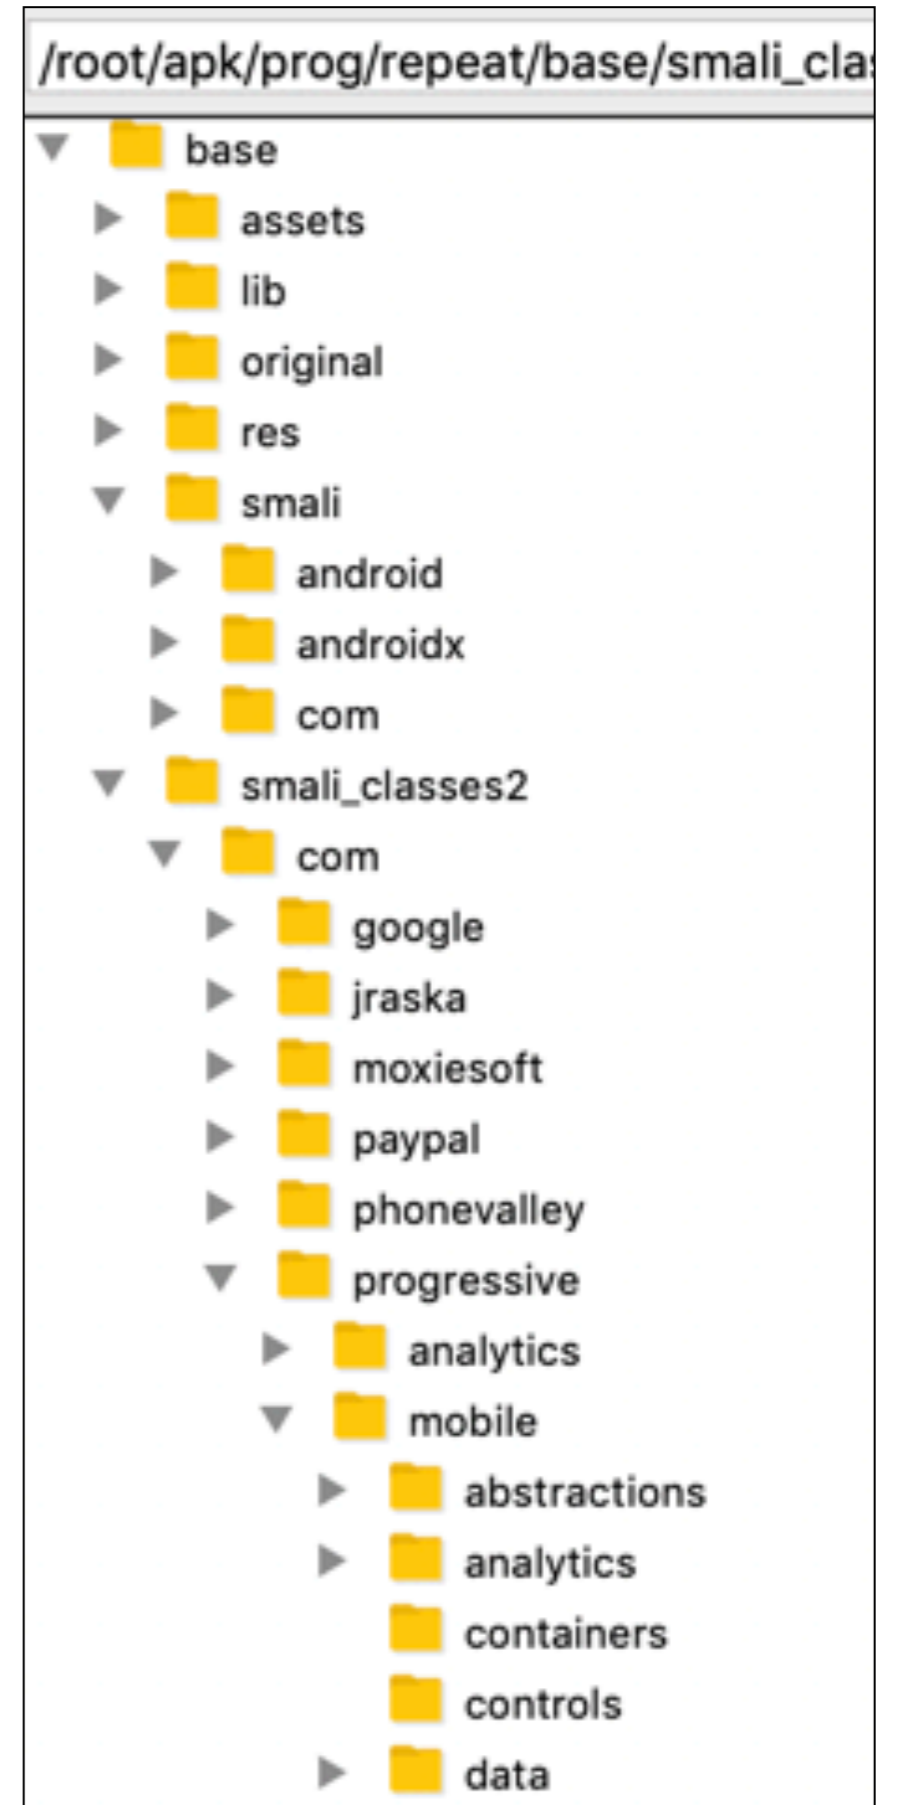 /root/apk/prog/repeat/base/smali_clas
base
assets
lib
original
res
smali
android
androidx
com
smali_classes2
com
google
jraska
moxiesoft
paypal
phonevalley
progressive
analytics
mobile
abstractions
analytics
containers
controls
data